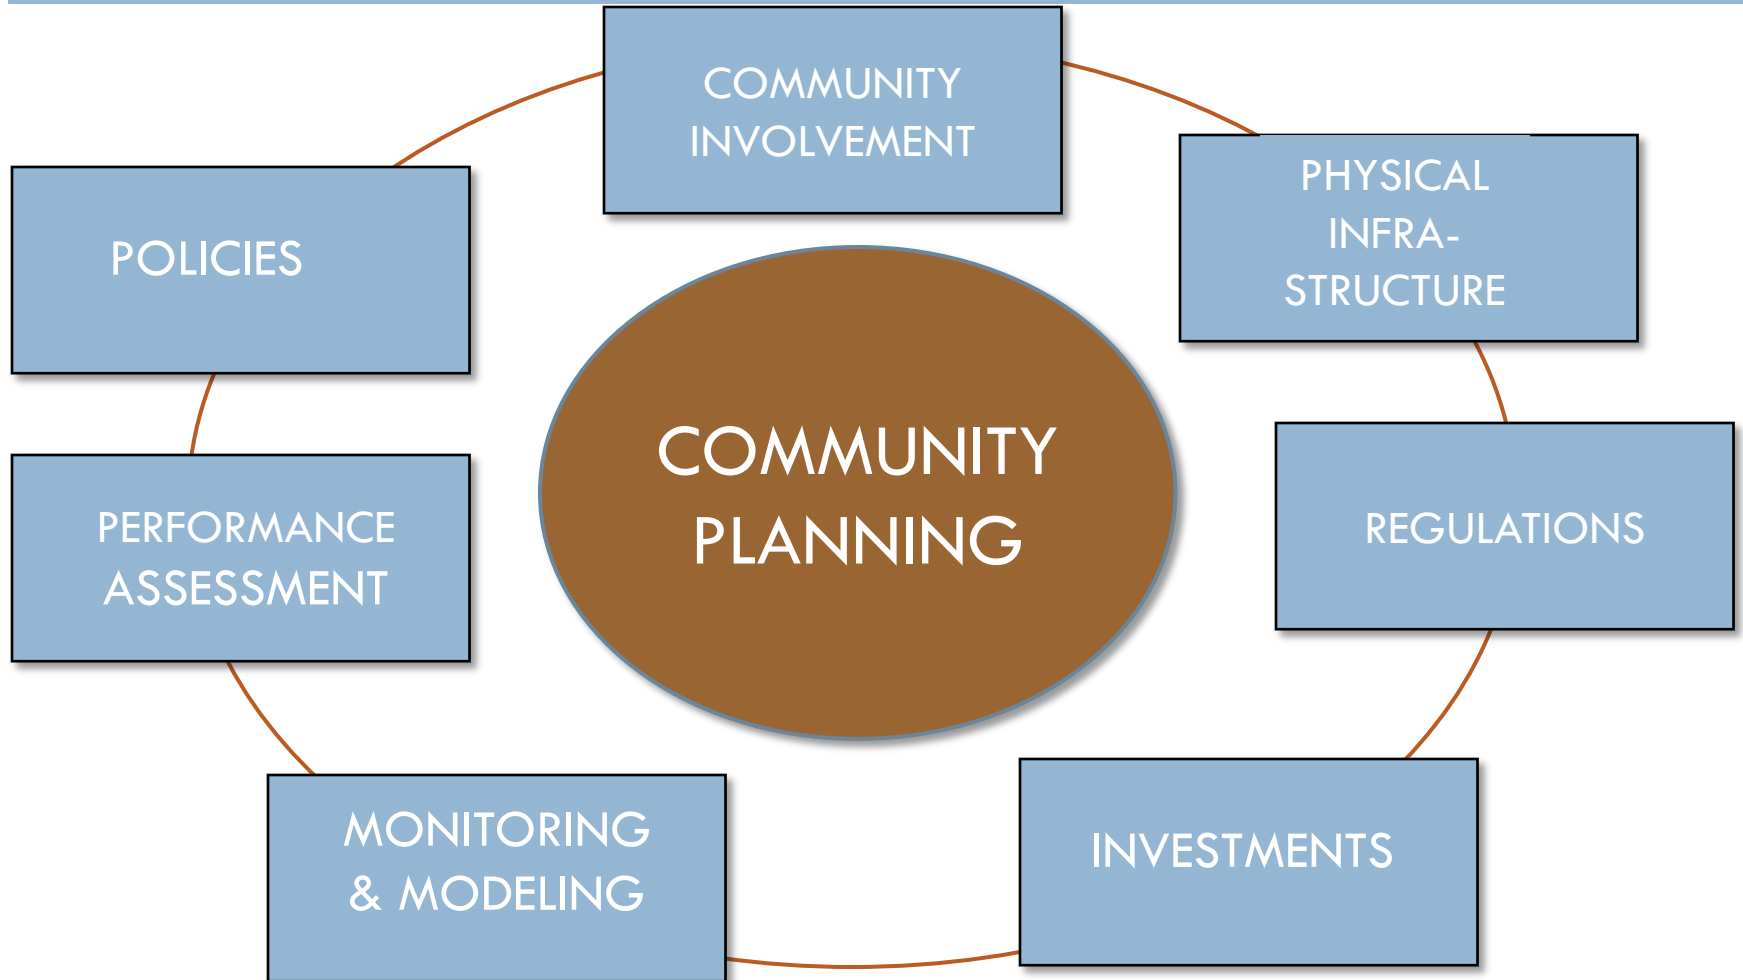 COMMUNITY
INVOLVEMENT
PHYSICAL
INFRA-
STRUCTURE
POLICIES
COMMUNITY
PLANNING
REGULATIONS
PERFORMANCE
ASSESSMENT
INVESTMENTS
MONITORING
& MODELING